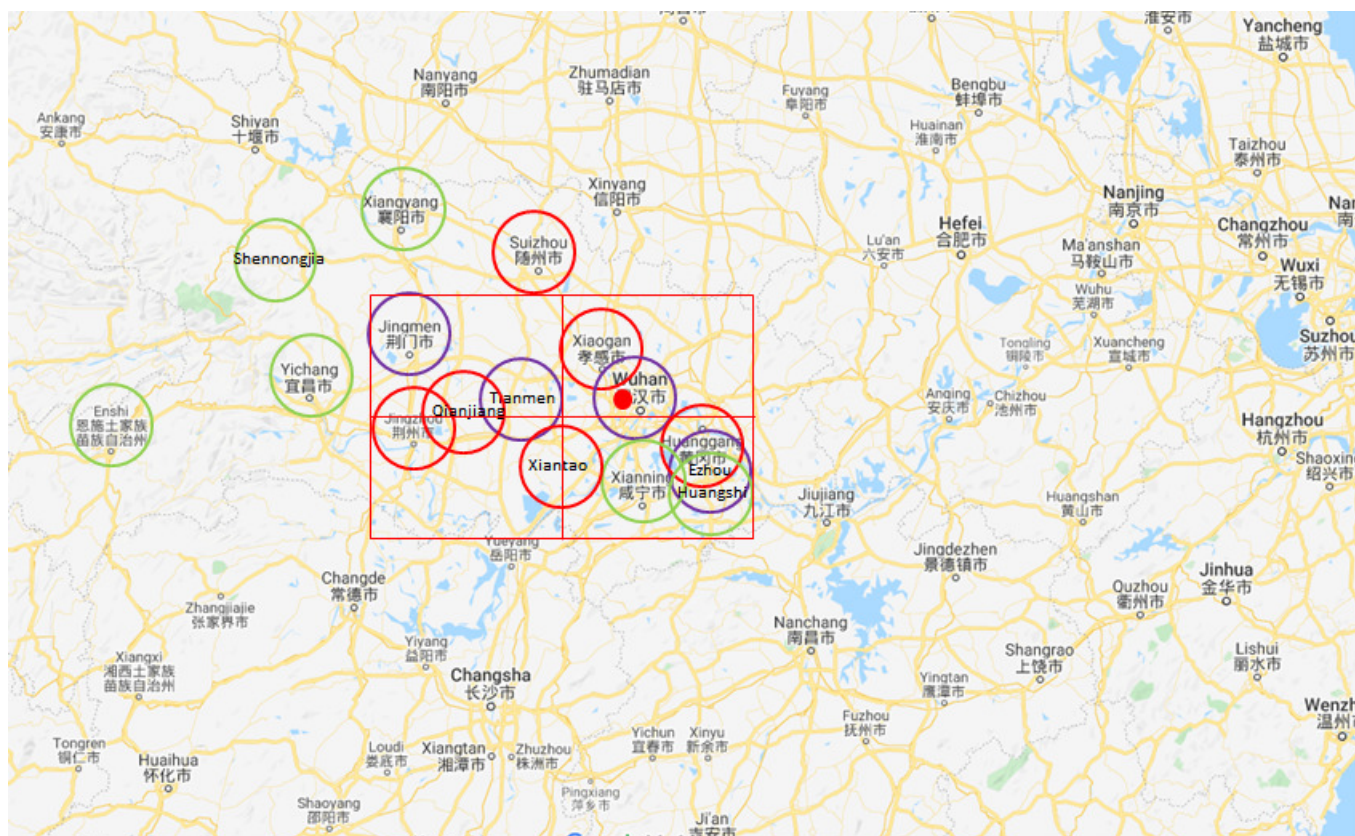 Yancheng
盐城市
淮安市
Nanyang
南阳市
Zhumadian
驻马店市
Bengbu
蚌埠市
Fuyang
阜阳市
Ankang
安康市
Shiyan
十堰市
Huainan
淮南市
Taizhou
泰州市
Xinyang
信阳市
Xiangyang
襄阳市
Nanjing
南京市
Suizhou
随州市
Hefei
合肥市
Lu'an
六安市
Changzhou
常州市
Ma'anshan
马鞍山市
Shennongjia
Wuxi
无锡市
Wuhu
芜湖市
Jingmen
荆门市
Xiaogan
孝感市
Tongling
铜陵市
Xuancheng
宣城市
Suzhou
苏州市
Yichang
宜昌市
Wuhan
汉市
Tianmen
Qianjiang
Anqing
安庆市
Chizhou
池州市
Enshi
恩施土家族
苗族自治州
Jingzhou
荆州市
Hangzhou
杭州市
Huanggang
黄冈市
Shaoxing
绍兴市
Xiantao
Ezhou
Xianning
咸宁市
Huangshi
Jiujiang
九江市
Huangshan
黄山市
Yueyang
岳阳市
Jingdezhen
景德镇市
Jinhua
金华市
Changde
常德市
Quzhou
衢州市
Zhangjiajie
张家界市
Nanchang
南昌市
Yiyang
益阳市
Shangrao
上饶市
Lishui
丽水市
Xiangxi
湘西土家族
苗族自治州
Changsha
长沙市
Yingtan
鹰潭市
Fuzhou
抚州市
Wenzh
温州市
Tongren
铜仁市
Huaihua
怀化市
Loudi
娄底市
Xiangtan
湘潭市
Zhuzhou
株洲市
Yichun
宜春市
Xinyu
新余市
Pingxiang
萍乡市
Shaoyang
邵阳市
Ji'an
吉安市